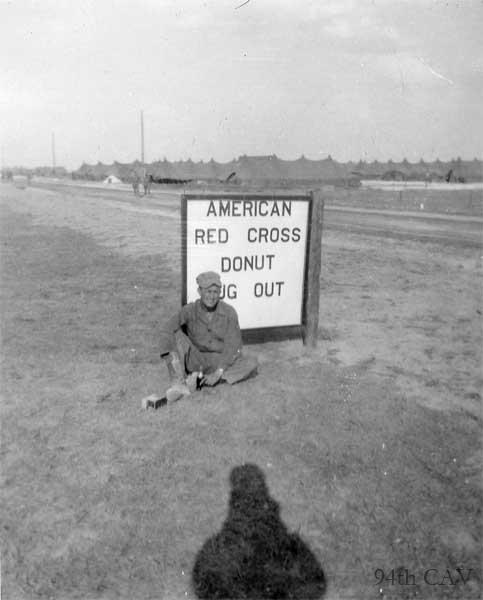 AMERICAN
RED CROSS
DONUT
UG OUT
94th CAV